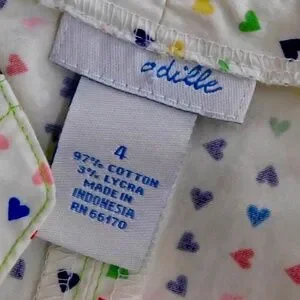 odille
4
97% COTTON
3% LYCRA
MADE IN
INDONESIA
RN 66170